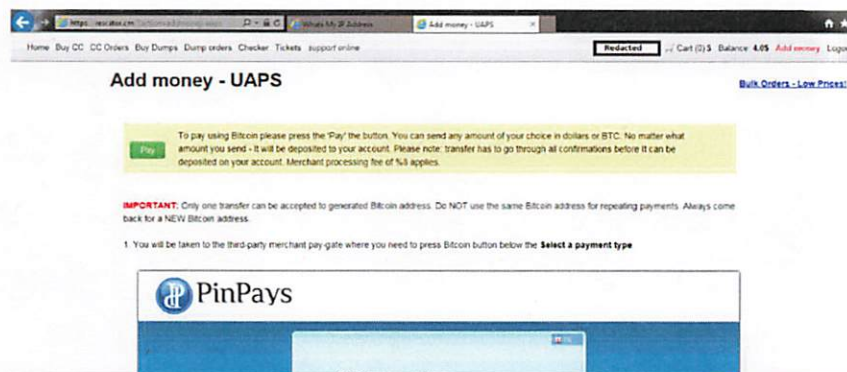 What's My IP Address Add money - UAPS
Home Buy CC CC Orders Buy Dumps Dump orders Checker Tickets support online Redacted Cart (0) $ Balance: 4.0$ Add money Logou
Add money - UAPS
Bulk Orders - Low Prices!
Pay
To pay using Bitcoin please press the 'Pay' the button. You can send any amount of your choice in dollars or BTC. No matter what
amount you send - it will be deposited to your account. Please note: transfer has to go through all confirmations before it can be
deposited on your account. Merchant processing fee of %8 applies.
IMPORTANT: Only one transfer can be accepted to generated Bitcoin address. Do NOT use the same Bitcoin address for repeating payments. Always come
back for a NEW Bitcoin address.
1. You will be taken to the third-party merchant pay-gate where you need to press Bitcoin button below the Select a payment type
PinPays